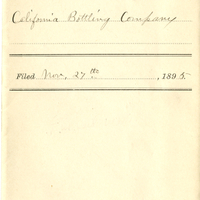 California Bottling Company
Filed Nov, 27th, 1895